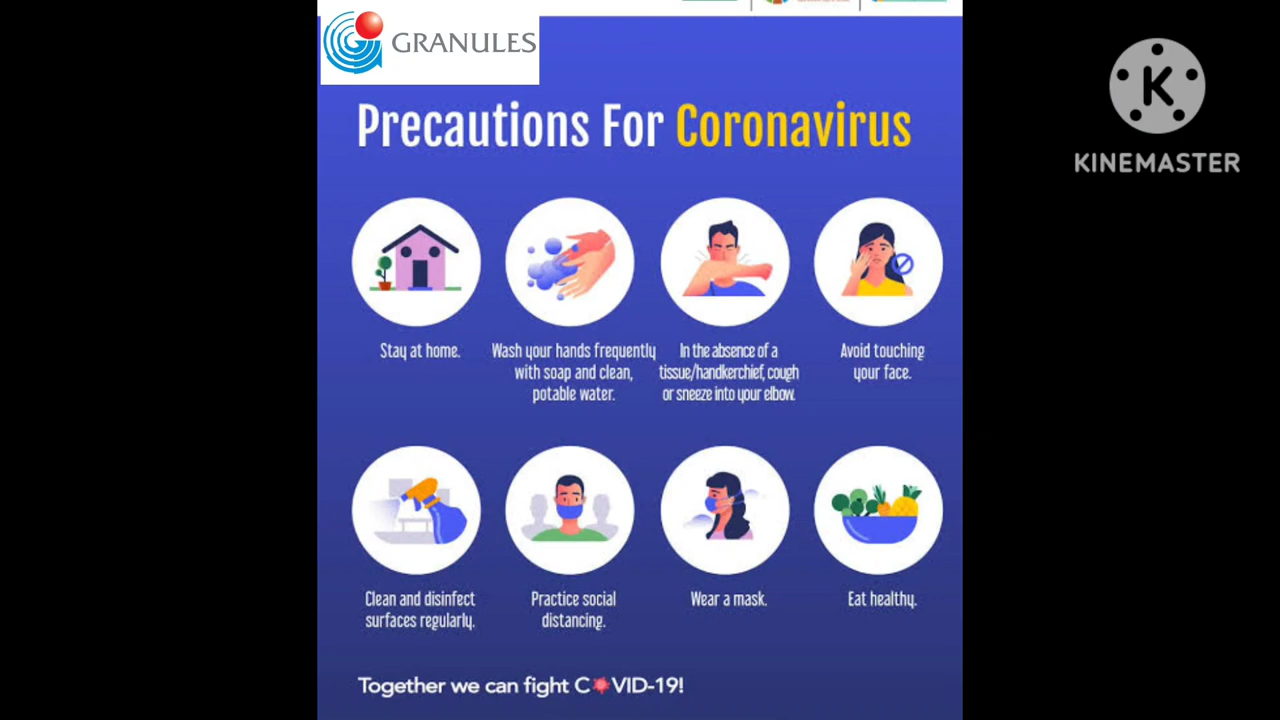 GRANULES
KINEMASTER
Precautions For Coronavirus
Stay at home.
Wash your hands frequently
with soap and clean,
potable water.
In the absence of a
tissue/handkerchief, cough
or sneeze into your elbow.
Avoid touching
your face.
Clean and disinfect
surfaces regularly.
Practice social
distancing.
Wear a mask.
Eat healthy.
Together we can fight COVID-19!